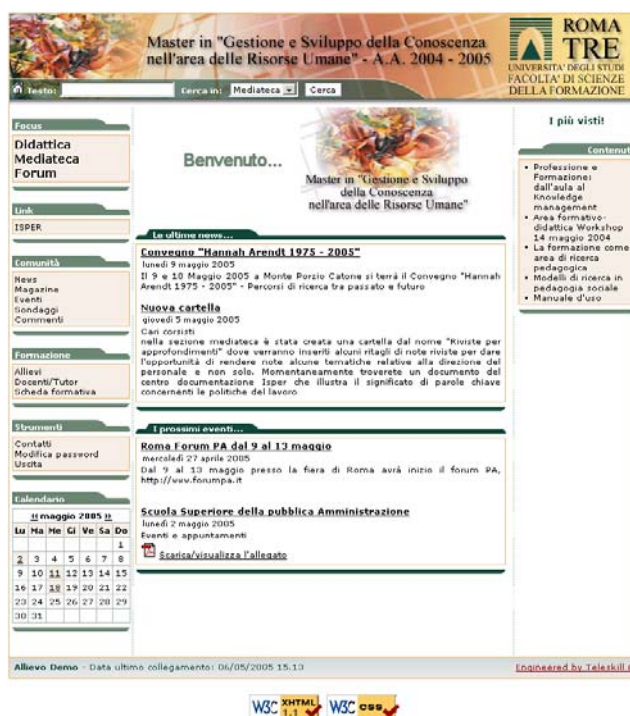 Master in "Gestione e Sviluppo della Conoscenza
nell'area delle Risorse Umane" - A.A. 2004 - 2005
ROMA
TRE
UNIVERSITA' DEGLI STUDI
FACOLTA' DI SCIENZE
DELLA FORMAZIONE
Testo: Cerca in: Mediateca Cerca
Focus
Didattica
Mediateca
Forum
Link
ISPER
Comunità
News
Magazine
Eventi
Sondaggi
Commenti
Formazione
Allievi
Docenti/Tutor
Scheda formativa
Strumenti
Contatti
Modifica password
Uscita
Calendario
<< maggio 2005 >>
Lu Ma Me Gi Ve Sa Do
1
2 3 4 5 6 7 8
9 10 11 12 13 14 15
16 17 18 19 20 21 22
23 24 25 26 27 28 29
30 31
Benvenuto...
Master in "Gestione e Sviluppo
della Conoscenza
nell'area delle Risorse Umane"
Le ultime news...
Convegno "Hannah Arendt 1975 - 2005"
lunedì 9 maggio 2005
Il 9 e 10 Maggio 2005 a Monte Porzio Catone si terrà il Convegno "Hannah
Arendt 1975 - 2005" - Percorsi di ricerca tra passato e futuro
Nuova cartella
giovedì 5 maggio 2005
Cari corsisti
nella sezione mediateca è stata creata una cartella dal nome "Riviste per
approfondimenti" dove verranno inseriti alcuni ritagli di note riviste per dare
l'opportunità di rendere note alcune tematiche relative alla direzione del
personale e non solo. Momentaneamente troverete un documento del
centro documentazione Isper che illustra il significato di parole chiave
concernenti le politiche del lavoro
I prossimi eventi...
Roma Forum PA dal 9 al 13 maggio
mercoledì 27 aprile 2005
Dal 9 al 13 maggio presso la fiera di Roma avrà inizio il forum PA,
http://www.forumpa.it
Scuola Superiore della pubblica Amministrazione
lunedì 2 maggio 2005
Eventi e appuntamenti
Scarica/visualizza l'allegato
I più visti!
Contenut
Professione e
Formazione:
dall'aula al
Knowledge
management
Area formativo-
didattica Workshop
14 maggio 2004
La formazione come
area di ricerca
pedagogica
Modelli di ricerca in
pedagogia sociale
Manuale d'uso
Allievo Demo - Data ultimo collegamento: 06/05/2005 15.13
Engineered by Teleskill
W3C XHTML 1.1 W3C css